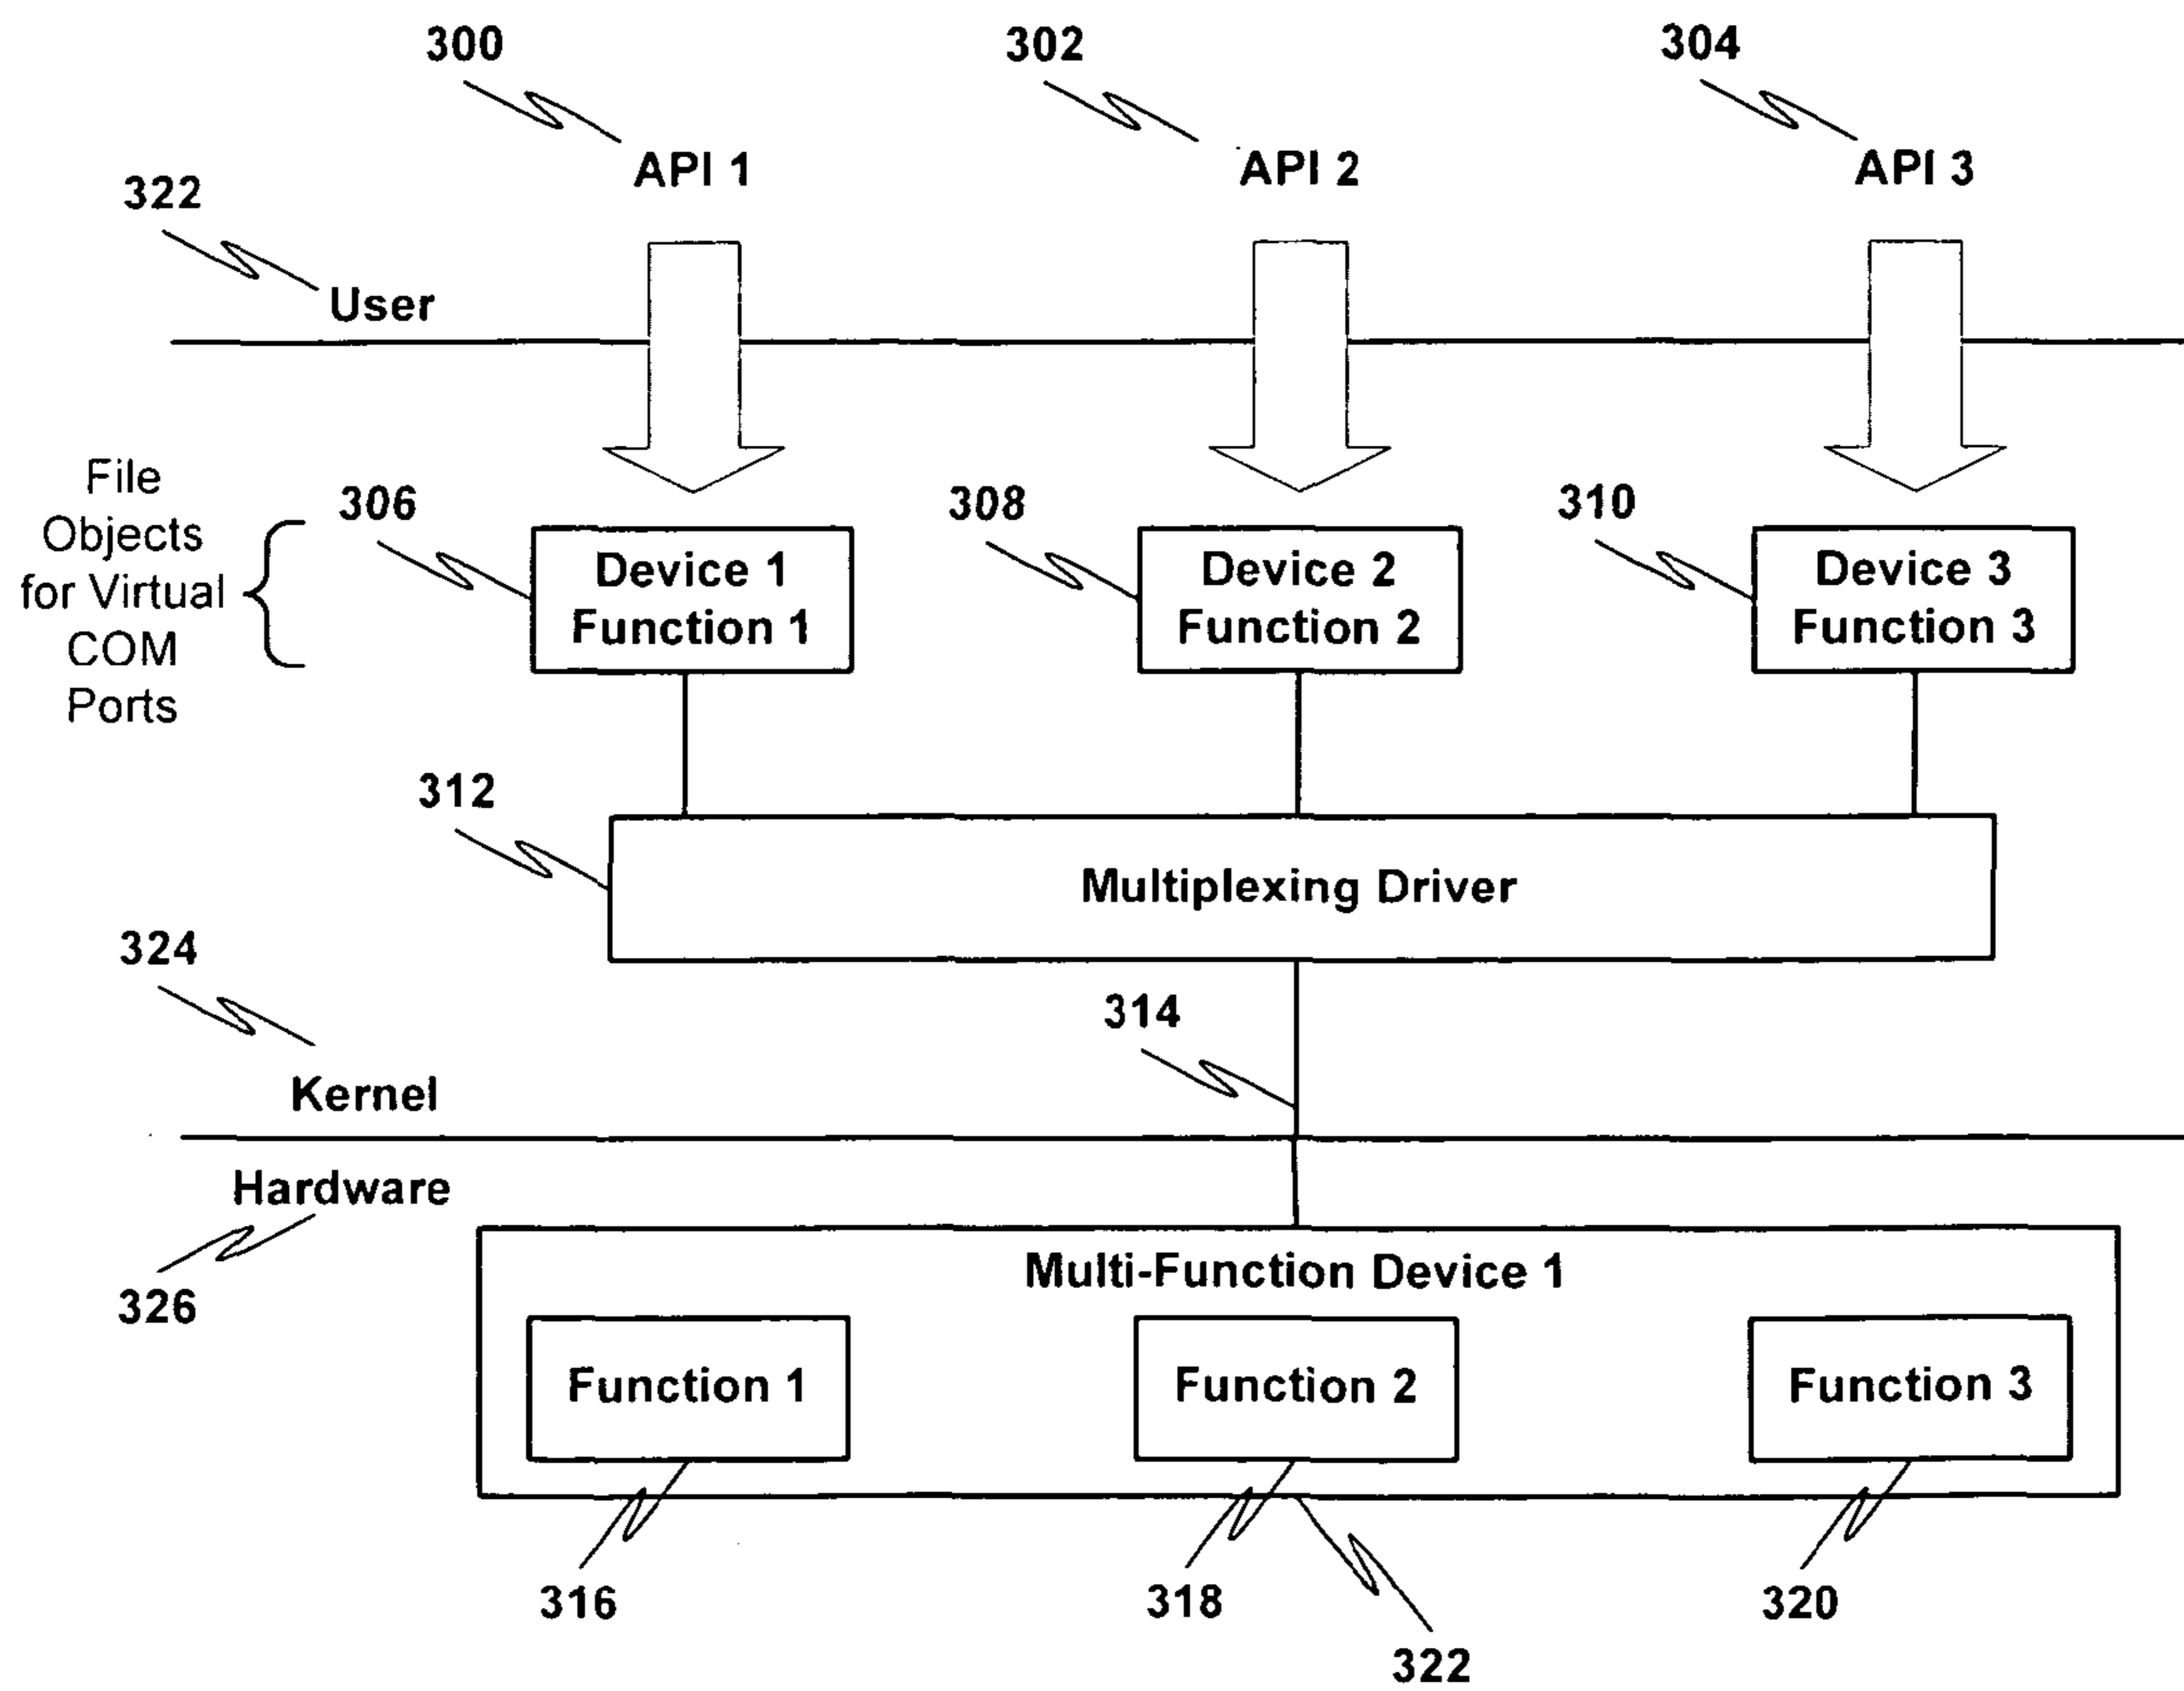 300
302
304
API 1
API 2
API 3
322
User
File
Objects
for Virtual
COM
Ports
306
308
310
Device 1
Function 1
Device 2
Function 2
Device 3
Function 3
312
Multiplexing Driver
324
314
Kernel
Hardware
326
Multi-Function Device 1
Function 1
Function 2
Function 3
316
318
320
322